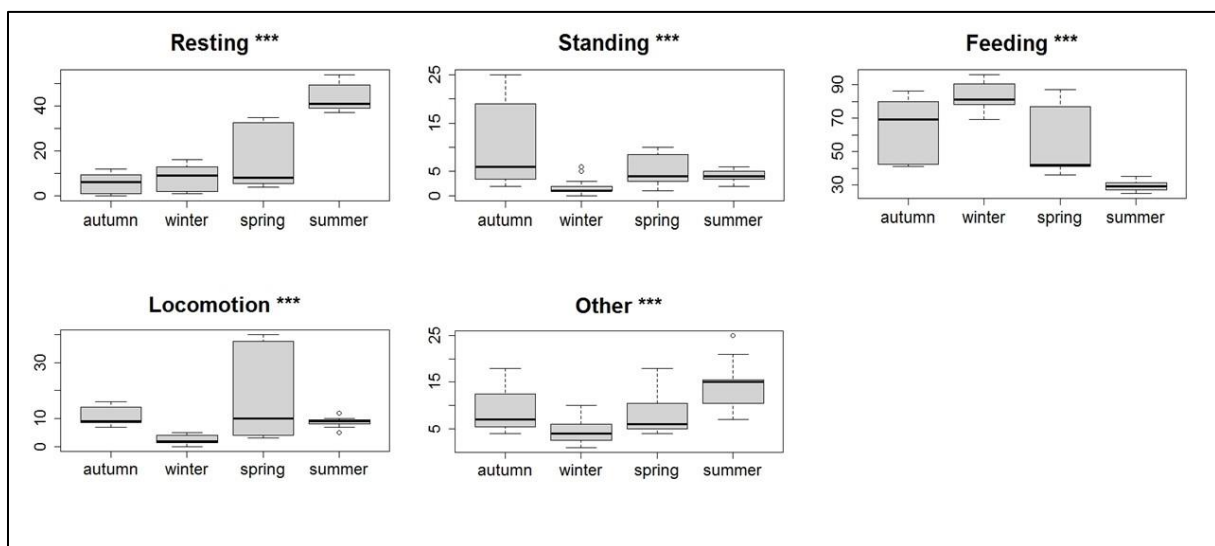 Resting ***
40
20
0
autumn winter spring summer
Standing ***
25
15
5
0
autumn winter spring summer
Feeding ***
90
70
50
30
autumn winter spring summer
Locomotion ***
30
10
0
autumn winter spring summer
Other ***
25
15
5
autumn winter spring summer